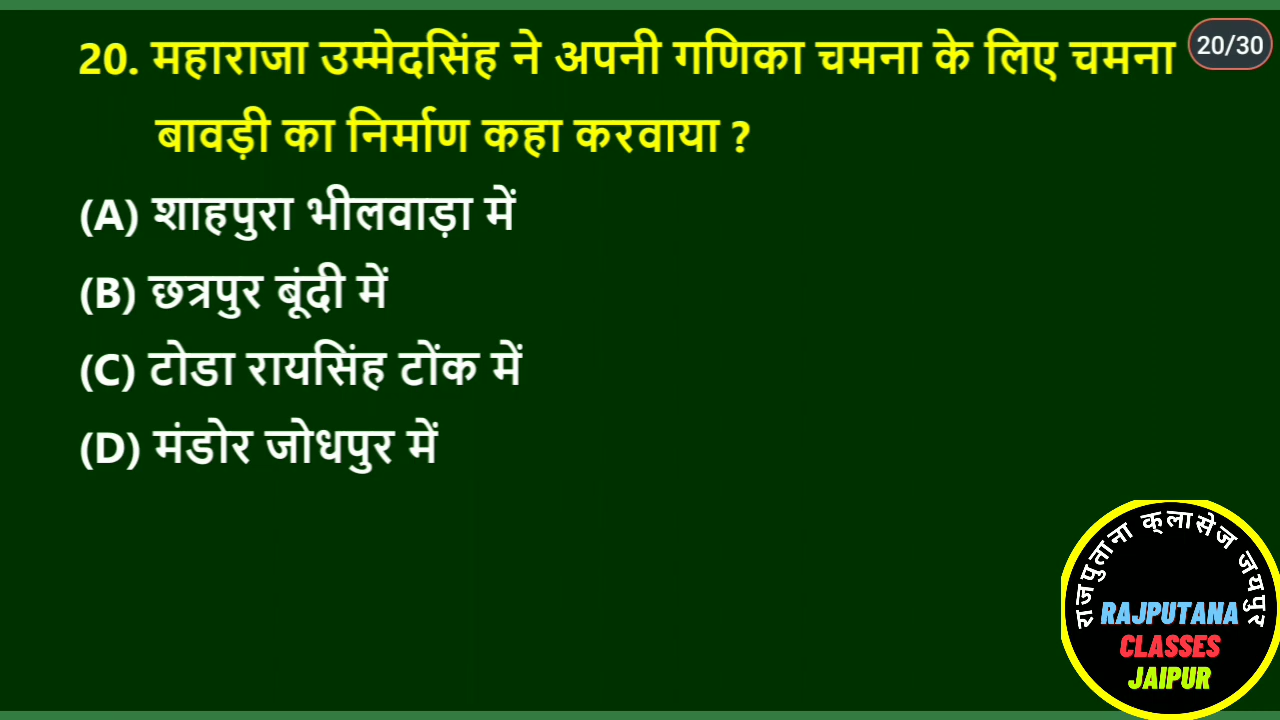 20. महाराजा उम्मेदसिंह ने अपनी गणिका चमना के लिए चमना
20/30
बावड़ी का निर्माण कहा करवाया ?
(A) शाहपुरा भीलवाड़ा में
(B) छत्रपुर बूंदी में
(C) टोडा रायसिंह टोंक में
(D) मंडोर जोधपुर में
राजपुताना क्लासेज जयपुर
RAJPUTANA
CLASSES
JAIPUR